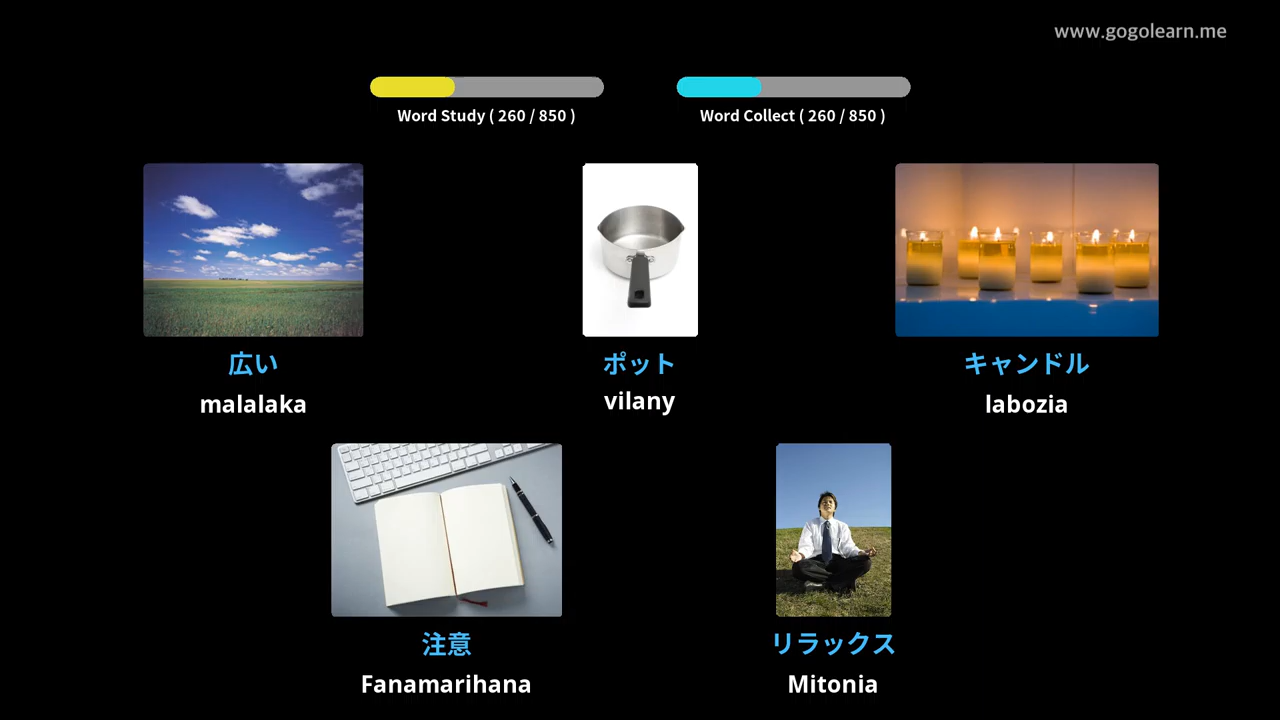 www.gogolearn.me
Word Study ( 260 / 850 )
Word Collect ( 260 / 850 )
広い
malalaka
ポット
vilany
キャンドル
labozia
注意
Fanamarihana
リラックス
Mitonia